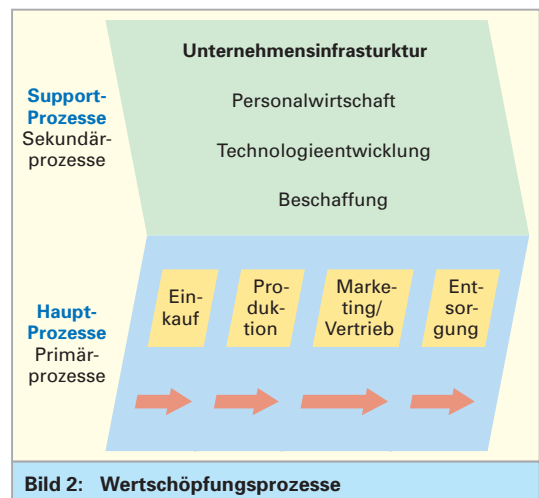 Unternehmensinfrasturktur
Support-
Prozesse
Sekundär-
prozesse
Personalwirtschaft
Technologieentwicklung
Beschaffung
Haupt-
Prozesse
Primär-
prozesse
Ein-
kauf
Pro-
duk-
tion
Marke-
ting/
Vertrieb
Ent-
sor-
gung
Bild 2: Wertschöpfungsprozesse